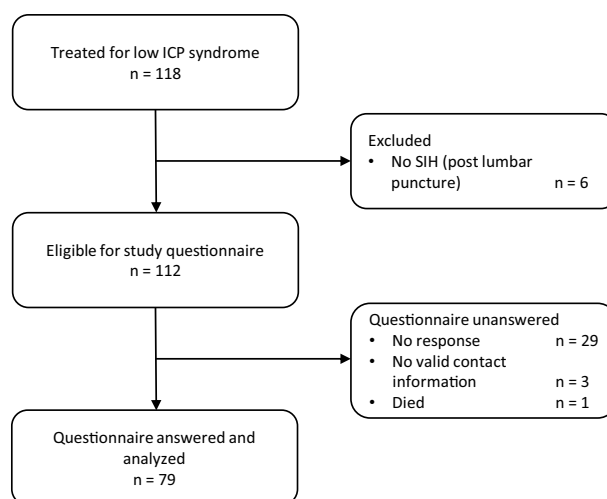 Treated for low ICP syndrome
n = 118
Excluded
• No SIH (post lumbar
puncture) n = 6
Eligible for study questionnaire
n = 112
Questionnaire unanswered
• No response n = 29
• No valid contact
information n = 3
• Died n = 1
Questionnaire answered and
analyzed
n = 79